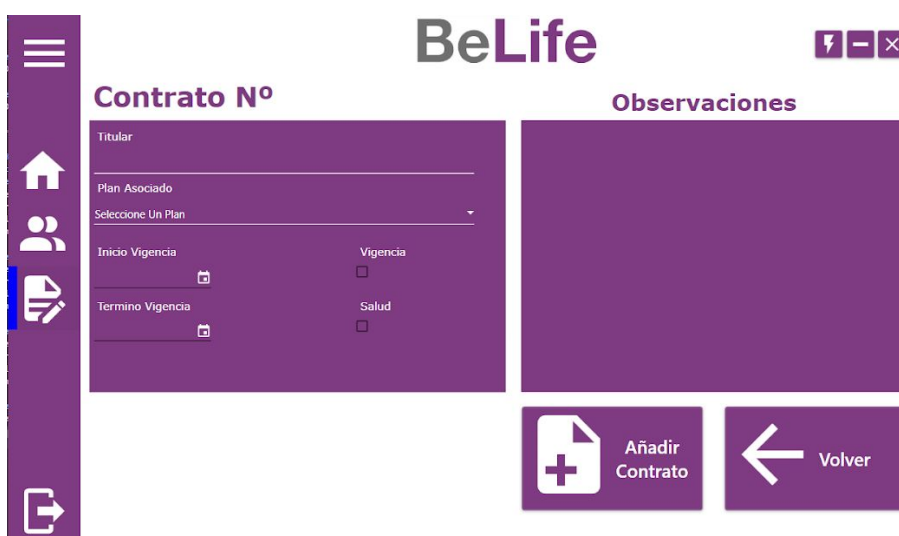 BeLife
Contrato Nº
Observaciones
Titular
Plan Asociado
Seleccione Un Plan
Inicio Vigencia
Vigencia
Termino Vigencia
Salud
Añadir
Contrato
Volver